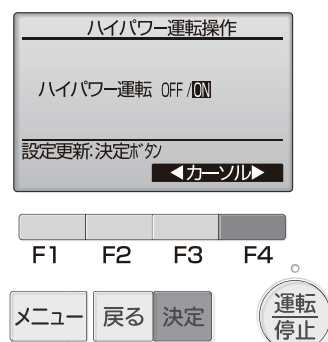 ハイパワー運転操作
ハイパワー運転 OFF/ON
設定更新:決定ボタン
◀カーソル▶
F1 F2 F3 F4
メニュー 戻る 決定 運転
停止